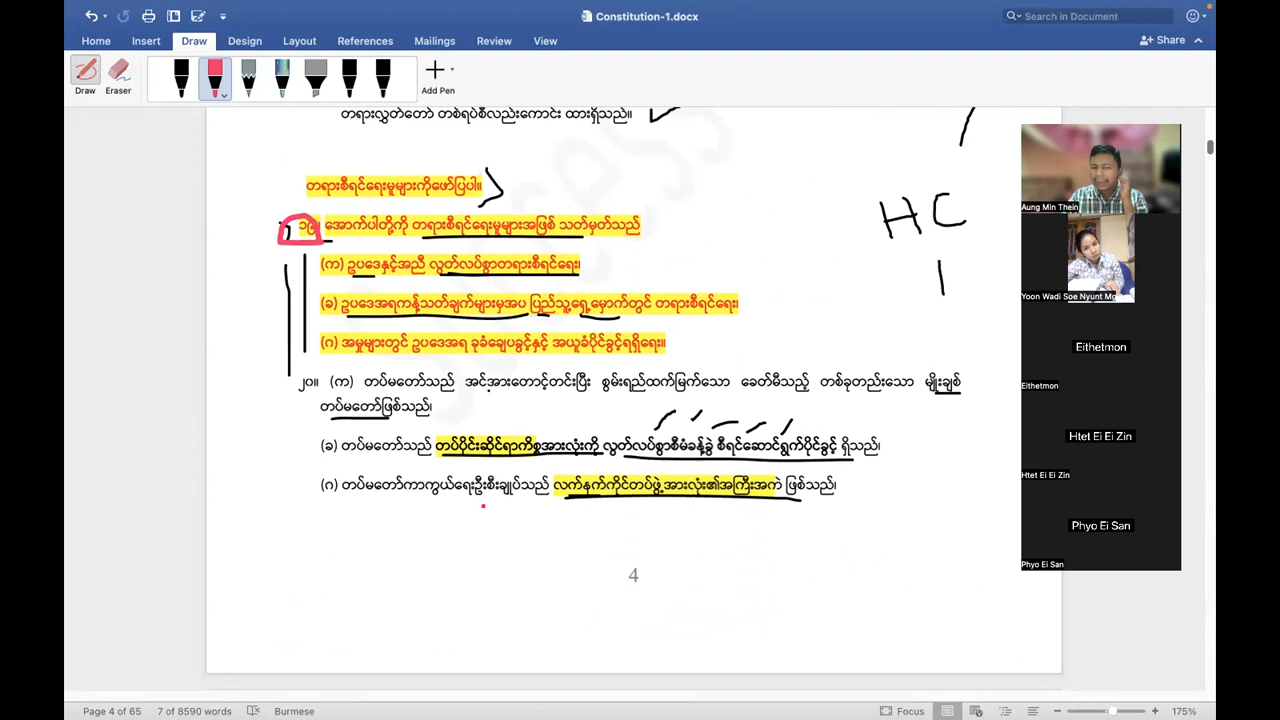 Constitution-1.docx
Search in Document
Home Insert Draw Design Layout References Mailings Review View
Share
Draw Eraser Add Pen
တရားလွှတ်တော် တစ်ရပ်စီလည်းကောင်း ထားရှိသည်။
တရားစီရင်ရေးမူများကိုဖော်ပြပါ။
HC
၁၉။ အောက်ပါတို့ကို တရားစီရင်ရေးမူများအဖြစ် သတ်မှတ်သည်
(က) ဥပဒေနှင့်အညီ လွတ်လပ်စွာတရားစီရင်ရေး၊
(ခ) ဥပဒေအရကန့်သတ်ချက်များမှအပ ပြည်သူ့ရှေ့မှောက်တွင် တရားစီရင်ရေး၊
(ဂ) အမှုများတွင် ဥပဒေအရ ခုခံချေပခွင့်နှင့် အယူခံပိုင်ခွင့်ရရှိရေး။
၂၀။ (က) တပ်မတော်သည် အင်အားတောင့်တင်းပြီး စွမ်းရည်ထက်မြက်သော ခေတ်မီသည့် တစ်ခုတည်းသော မျိုးချစ်
တပ်မတော်ဖြစ်သည်၊
(ခ) တပ်မတော်သည် တပ်ပိုင်းဆိုင်ရာကိစ္စအားလုံးကို လွတ်လပ်စွာစီမံခန့်ခွဲ စီရင်ဆောင်ရွက်ပိုင်ခွင့် ရှိသည်၊
(ဂ) တပ်မတော်ကာကွယ်ရေးဦးစီးချုပ်သည် လက်နက်ကိုင်တပ်ဖွဲ့အားလုံး၏အကြီးအကဲ ဖြစ်သည်၊
4
Aung Min Thein
Yoon Wadi Soe Nyunt
Eithetmon
Eithetmon
Htet Ei Ei Zin
Htet Ei Ei Zin
Phyo Ei San
Phyo Ei San
Page 4 of 65 7 of 8590 words Burmese Focus 175%